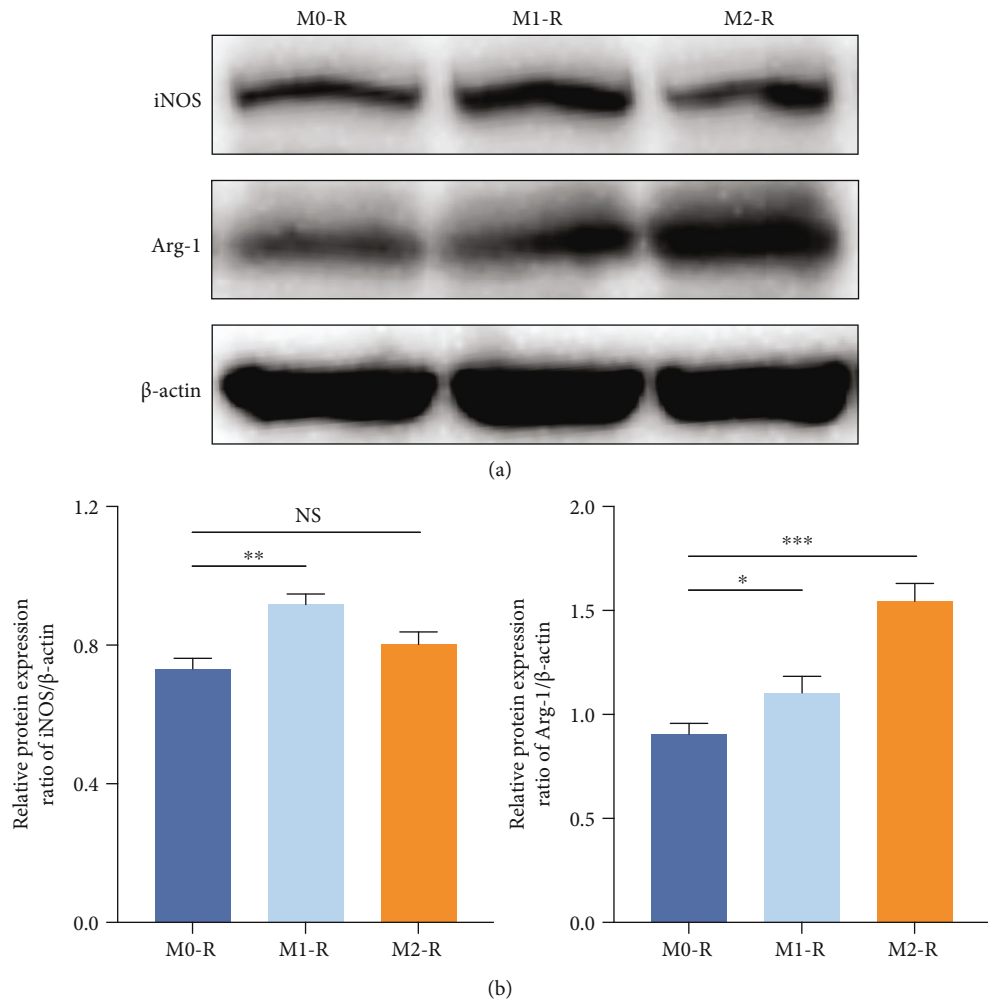 M0-R M1-R M2-R
iNOS
Arg-1
β-actin
(a)
Relative protein expression
ratio of iNOS/β-actin
1.2
0.8
0.4
0.0
NS
**
M0-R M1-R M2-R
Relative protein expression
ratio of Arg-1/β-actin
2.0
1.5
1.0
0.5
0.0
***
*
M0-R M1-R M2-R
(b)